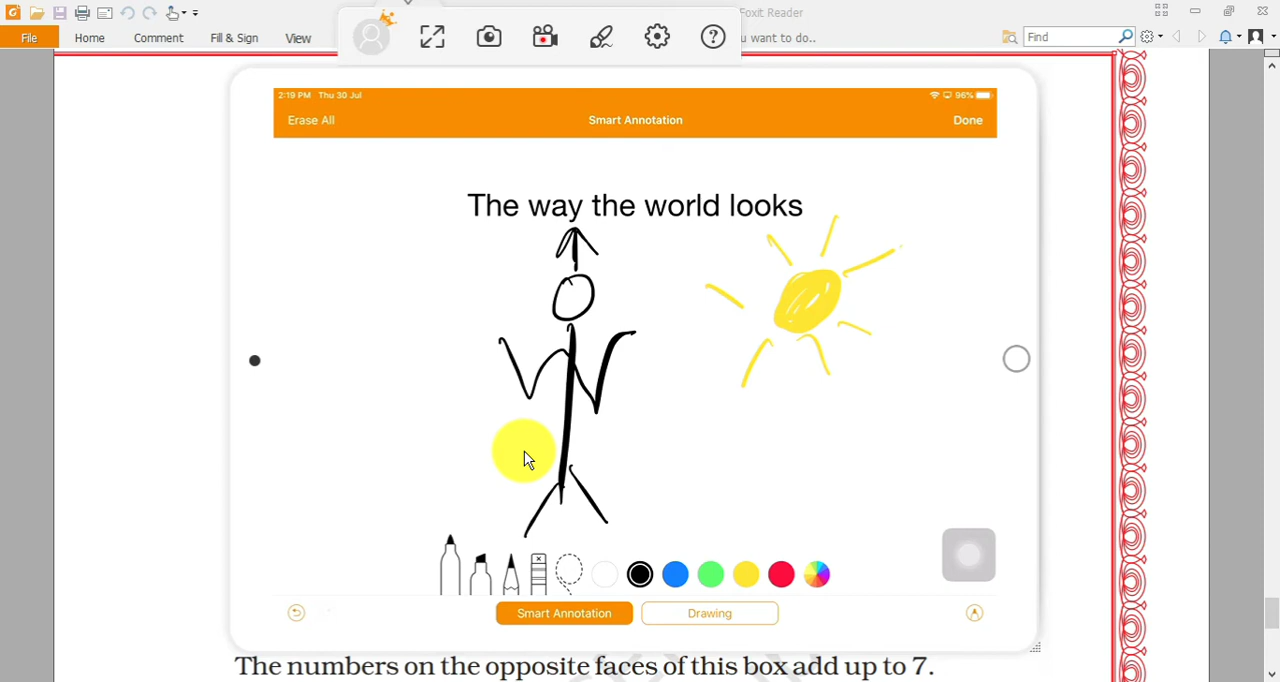 Foxit Reader
File Home Comment Fill & Sign View
u want to do..
Find
2:19 PM Thu 30 Jul
96%
Erase All
Smart Annotation
Done
The way the world looks
Smart Annotation
Drawing
The numbers on the opposite faces of this box add up to 7.